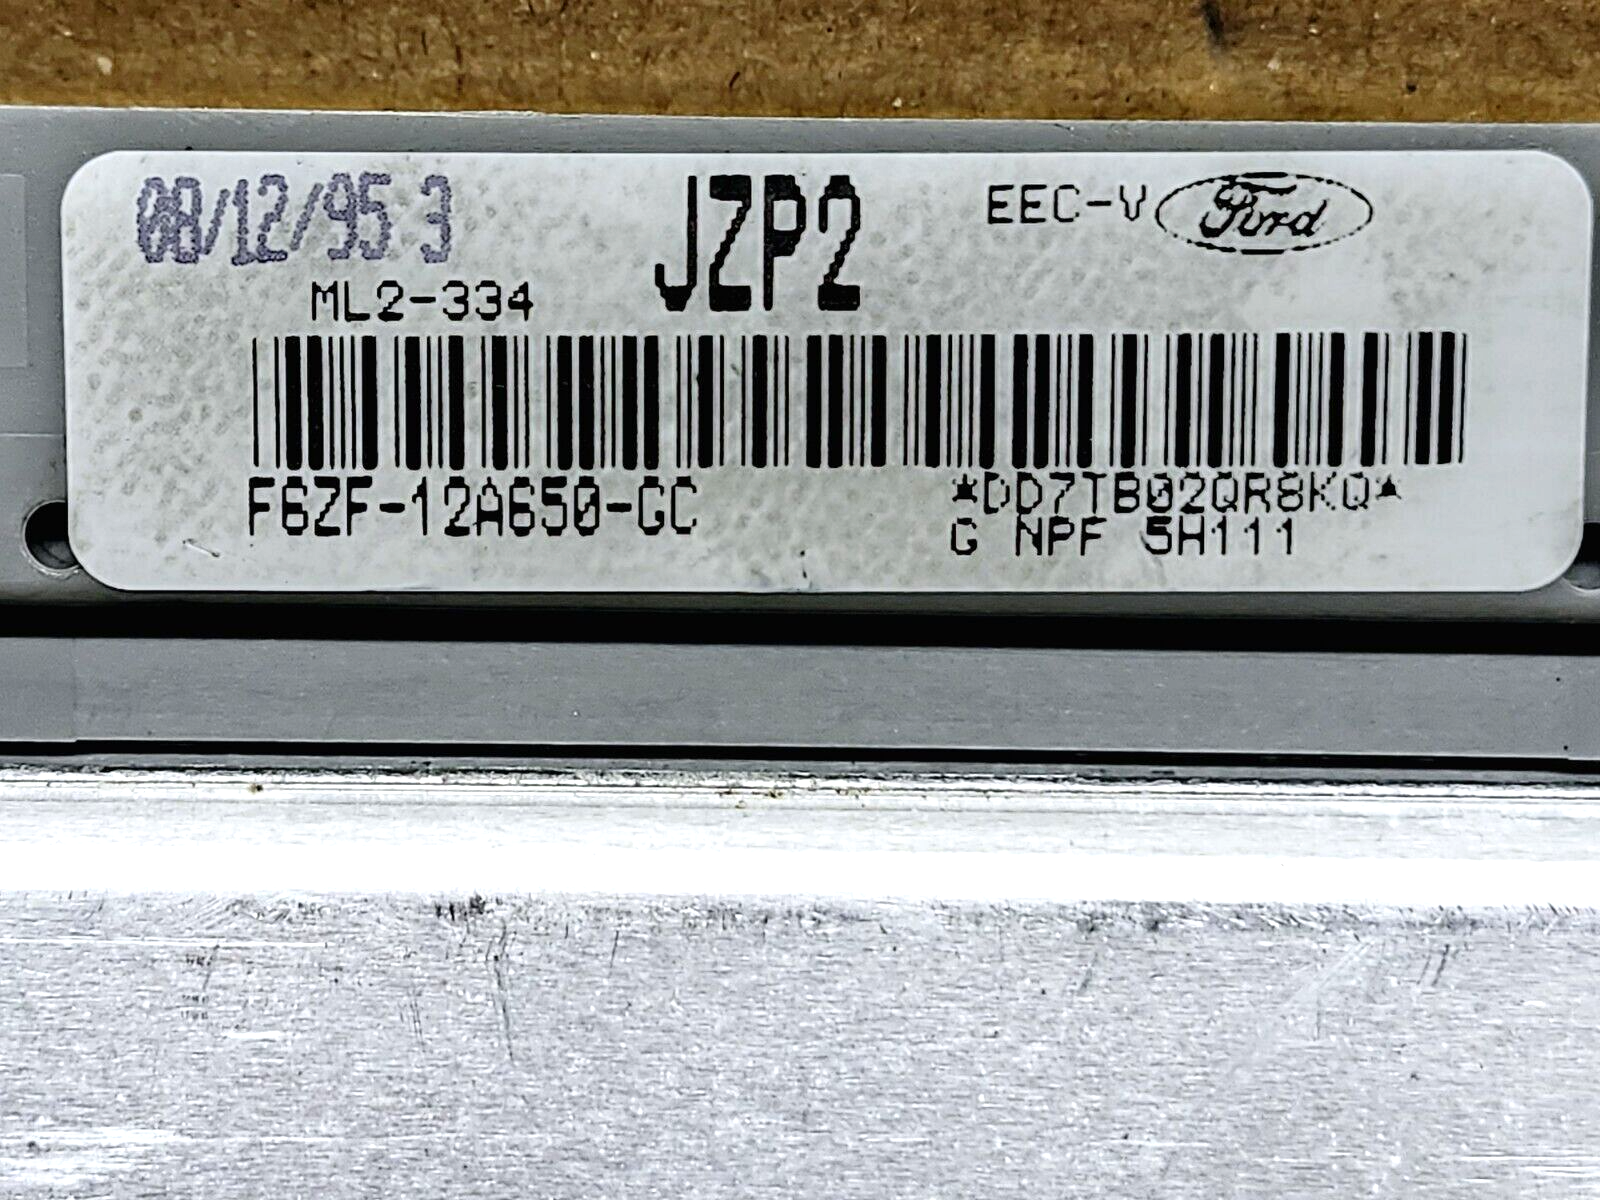 08/12/95 3
JZP2
EEC-V Ford
ML2-334
F6ZF-12A650-GC
*DD7TB02QR8KQ*
G NPF 5H111